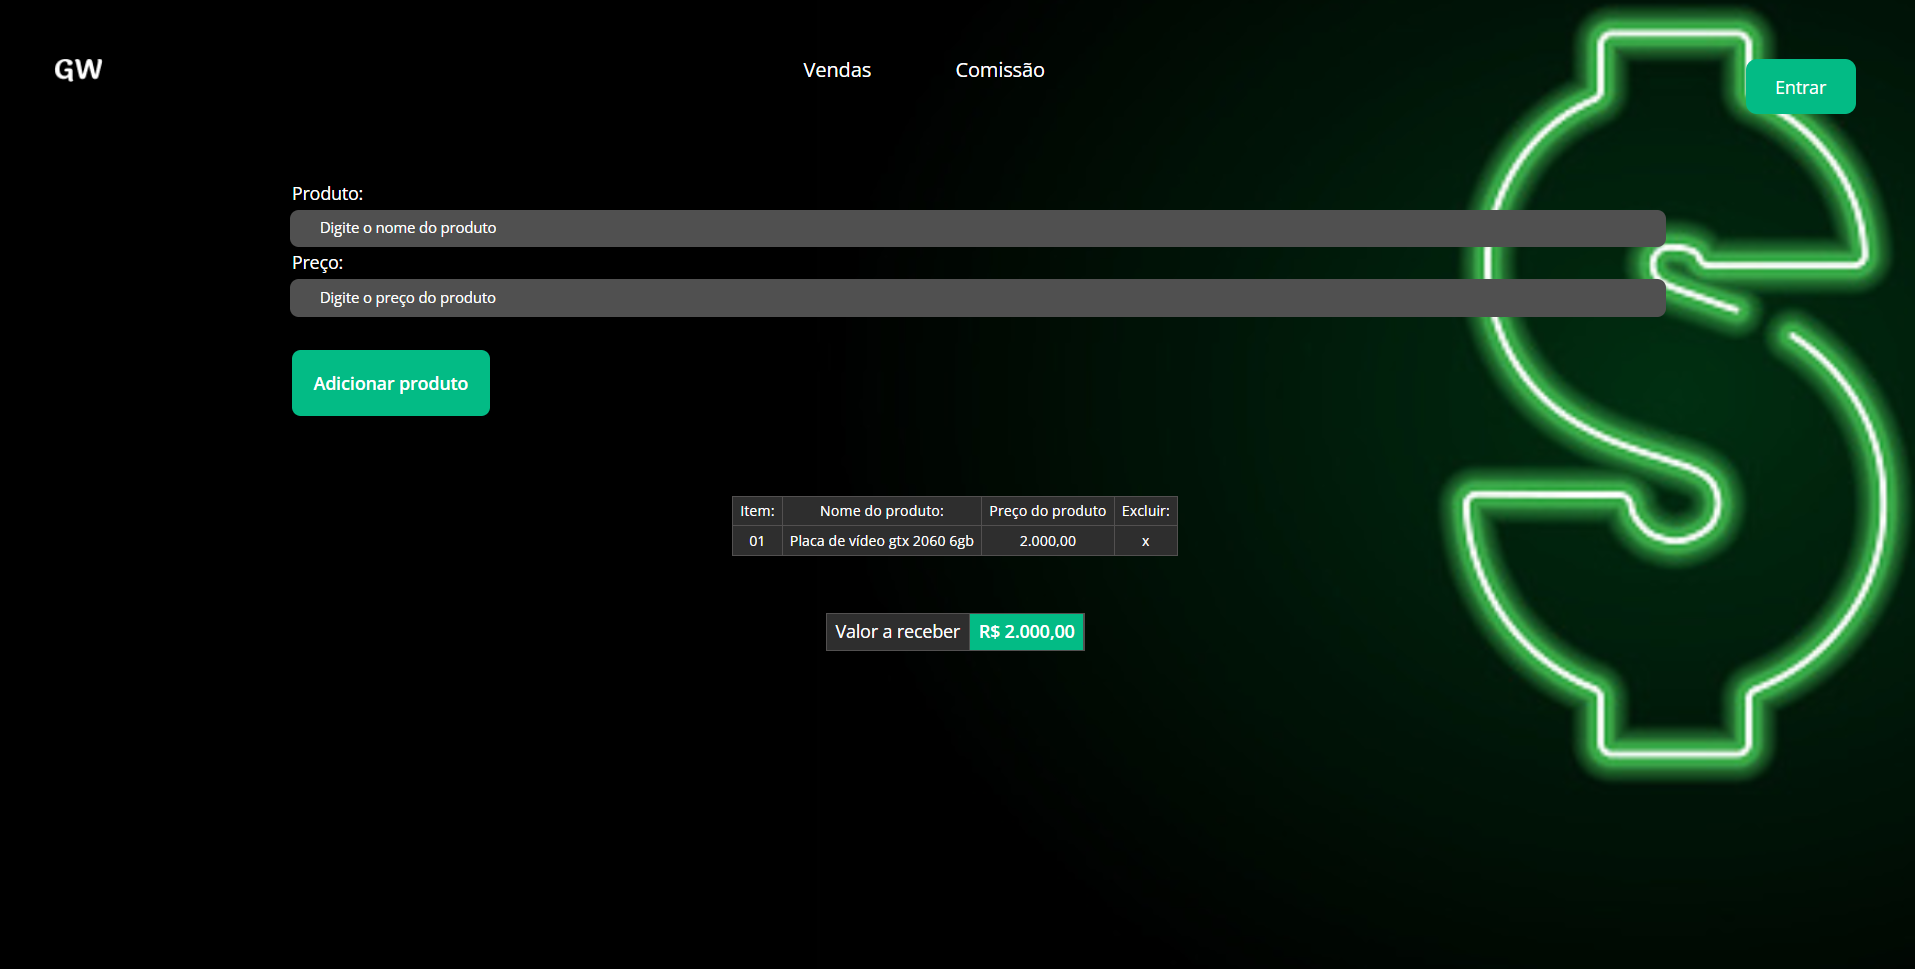 GW
Vendas
Comissão
Entrar
Produto:
Digite o nome do produto
Preço:
Digite o preço do produto
Adicionar produto
Item: Nome do produto: Preço do produto Excluir:
01 Placa de vídeo gtx 2060 6gb 2.000,00 x
Valor a receber R$ 2.000,00